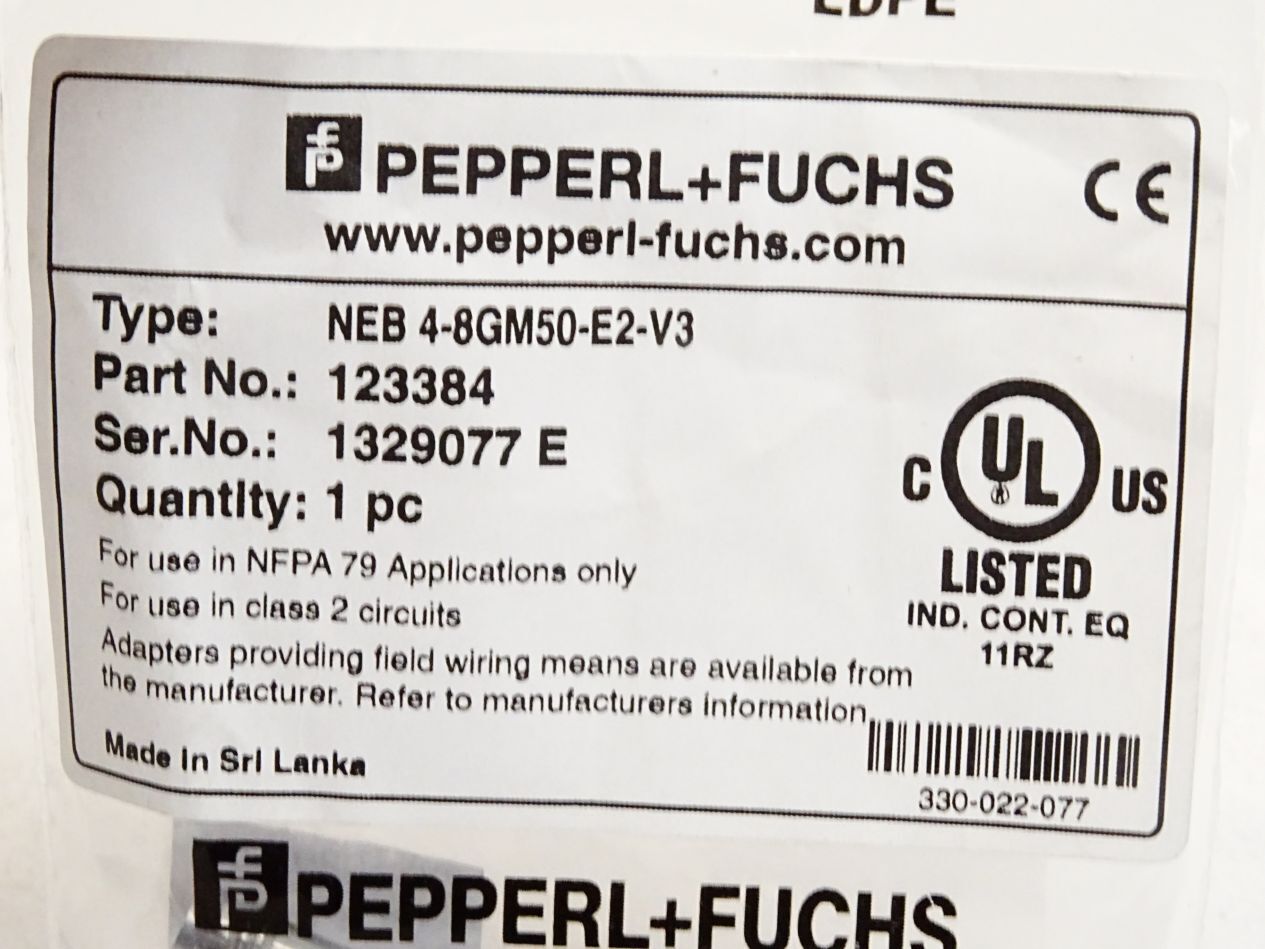 LDPE
PEPPERL+FUCHS CE
www.pepperl-fuchs.com
Type: NEB 4-8GM50-E2-V3
Part No.: 123384
Ser.No.: 1329077 E
Quantity: 1 pc
For use in NFPA 79 Applications only
For use in class 2 circuits
Adapters providing field wiring means are available from
the manufacturer. Refer to manufacturers information.
Made In Sri Lanka
C UL US
LISTED
IND. CONT. EQ
11RZ
330-022-077
PEPPERL+FUCHS